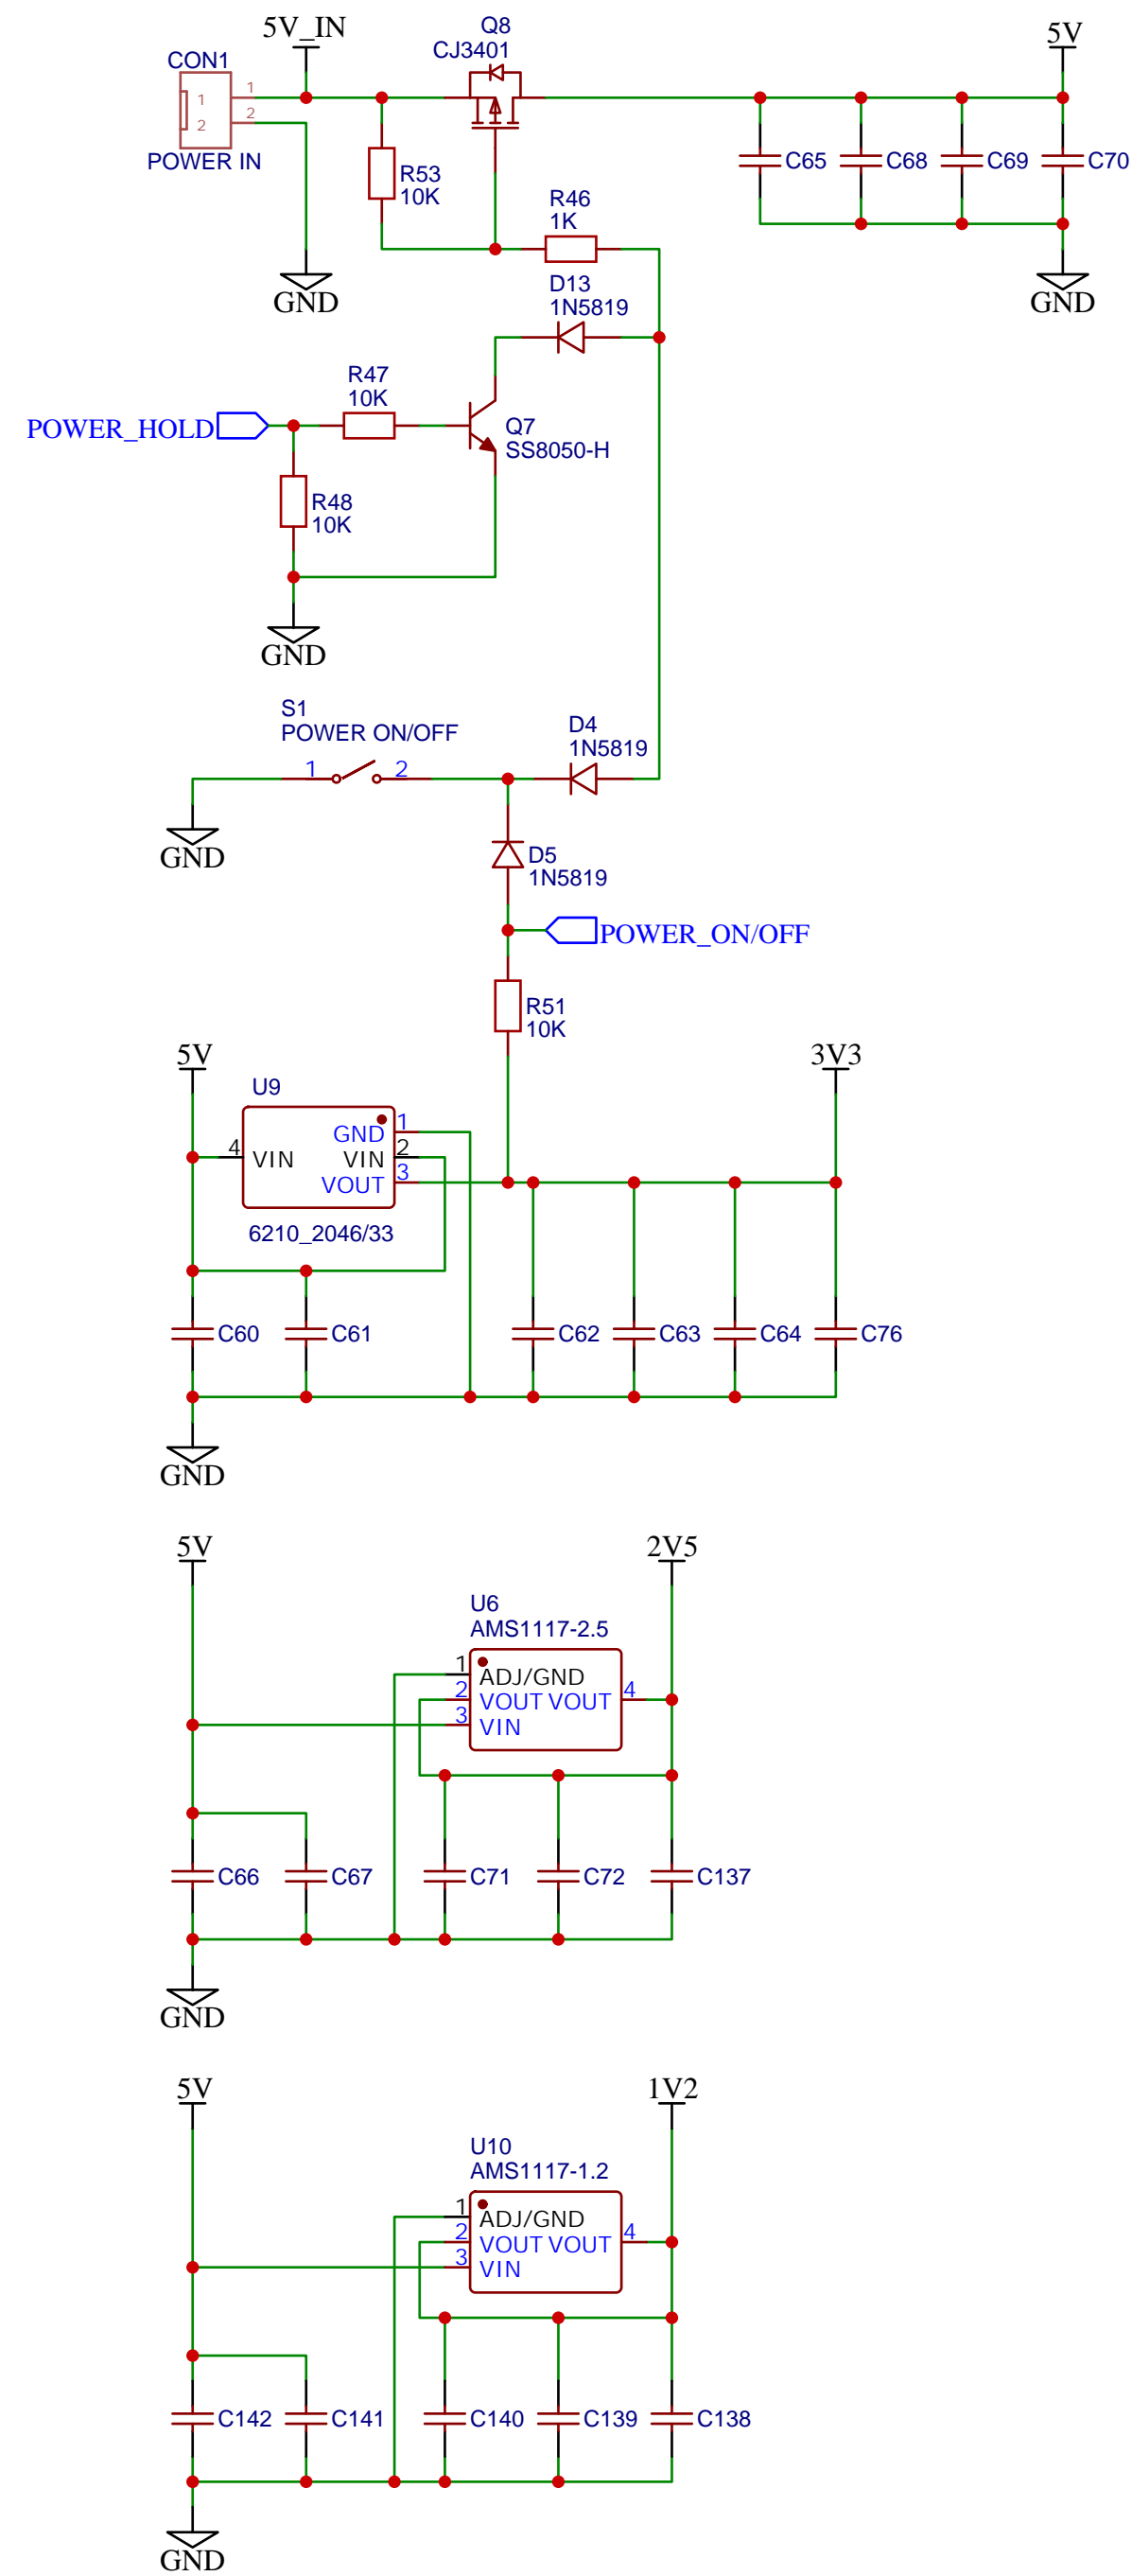 5V_IN
Q8
CJ3401
5V
CON1
1
1
2
2
POWER IN
R53
10K
C65
C68
C69
C70
R46
1K
GND
GND
D13
1N5819
R47
10K
POWER_HOLD
Q7
SS8050-H
R48
10K
GND
S1
POWER ON/OFF
1
2
D4
1N5819
GND
D5
1N5819
POWER_ON/OFF
R51
10K
5V
3V3
U9
GND 1
4 VIN
VIN 2
VOUT 3
6210_2046/33
C60
C61
C62
C63
C64
C76
GND
5V
2V5
U6
AMS1117-2.5
1 ADJ/GND
2 VOUT VOUT 4
3 VIN
C66
C67
C71
C72
C137
GND
5V
1V2
U10
AMS1117-1.2
1 ADJ/GND
2 VOUT VOUT 4
3 VIN
C142
C141
C140
C139
C138
GND